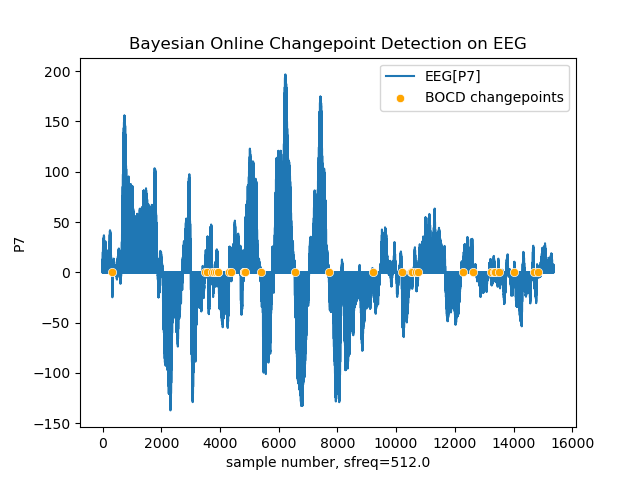 Bayesian Online Changepoint Detection on EEG
EEG[P7]
BOCD changepoints
P7
200
150
100
50
0
−50
−100
−150
0 2000 4000 6000 8000 10000 12000 14000 16000
sample number, sfreq=512.0